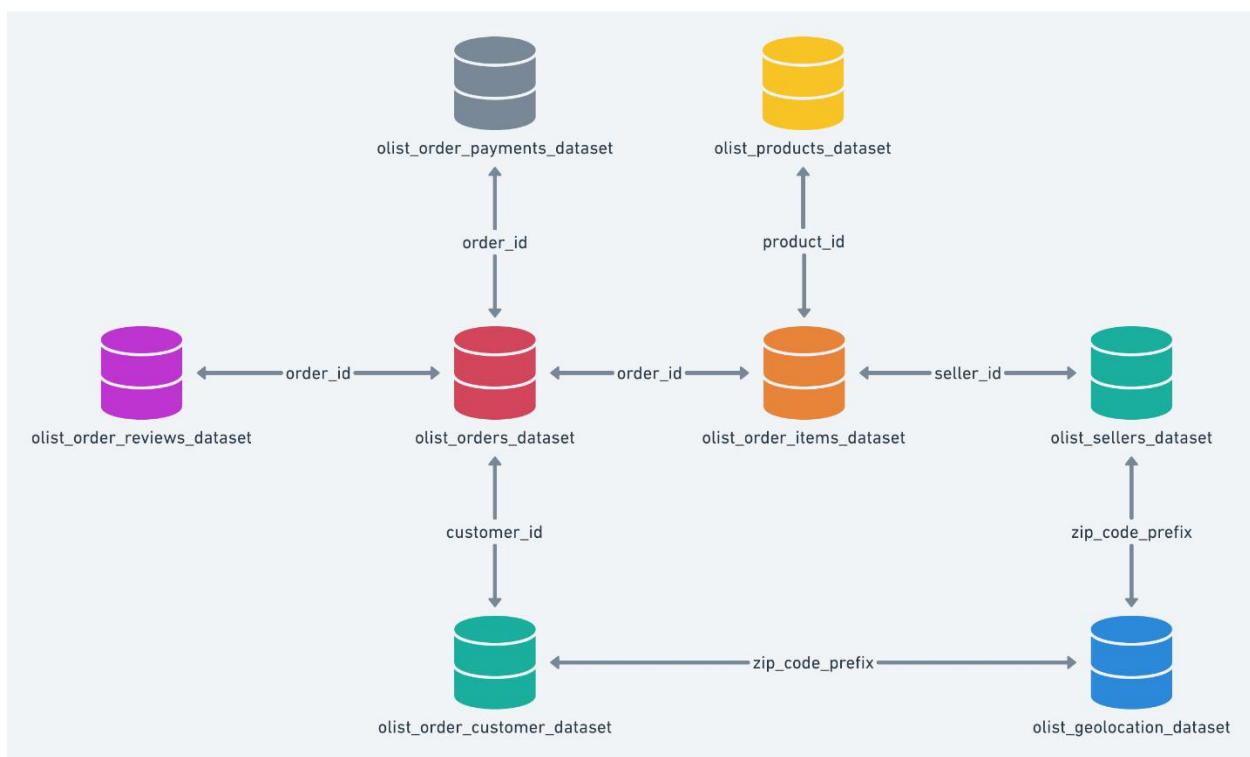 olist_order_payments_dataset
olist_products_dataset
order_id
product_id
order_id
order_id
seller_id
olist_order_reviews_dataset
olist_orders_dataset
olist_order_items_dataset
olist_sellers_dataset
customer_id
zip_code_prefix
zip_code_prefix
olist_order_customer_dataset
olist_geolocation_dataset